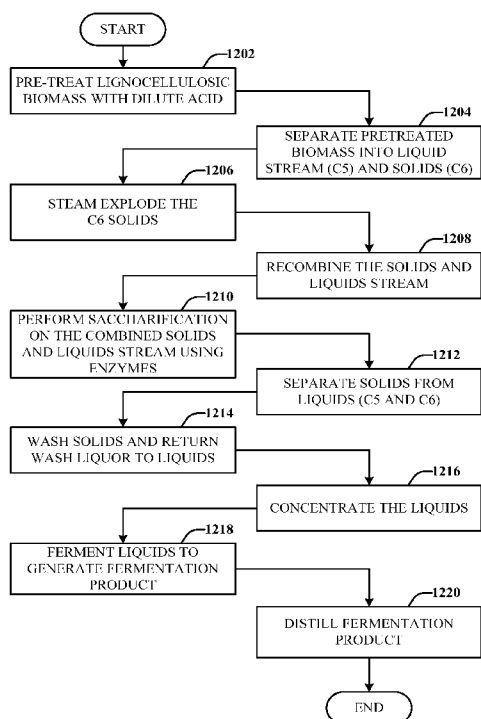 START
1202
PRE-TREAT LIGNOCELLULOSIC
BIOMASS WITH DILUTE ACID
1204
SEPARATE PRETREATED
BIOMASS INTO LIQUID
STREAM (C5) AND SOLIDS (C6)
1206
STEAM EXPLODE THE
C6 SOLIDS
1208
RECOMBINE THE SOLIDS AND
LIQUIDS STREAM
1210
PERFORM SACCHARIFICATION
ON THE COMBINED SOLIDS
AND LIQUIDS STREAM USING
ENZYMES
1212
SEPARATE SOLIDS FROM
LIQUIDS (C5 AND C6)
1214
WASH SOLIDS AND RETURN
WASH LIQUOR TO LIQUIDS
1216
CONCENTRATE THE LIQUIDS
1218
FERMENT LIQUIDS TO
GENERATE FERMENTATION
PRODUCT
1220
DISTILL FERMENTATION
PRODUCT
END